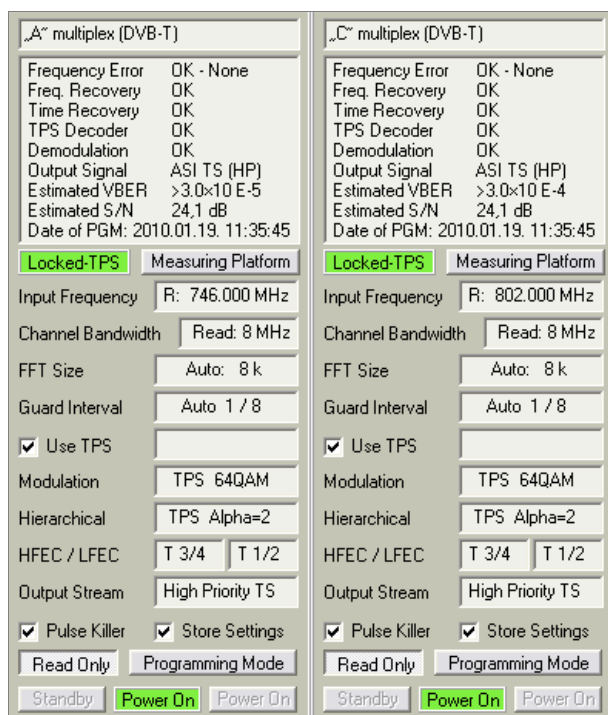 „A” multiplex (DVB-T)
Frequency Error OK - None
Freq. Recovery OK
Time Recovery OK
TPS Decoder OK
Demodulation OK
Output Signal ASI TS (HP)
Estimated VBER >3.0×10 E-5
Estimated S/N 24,1 dB
Date of PGM: 2010.01.19. 11:35:45
Locked-TPS Measuring Platform
Input Frequency R: 746.000 MHz
Channel Bandwidth Read: 8 MHz
FFT Size Auto: 8 k
Guard Interval Auto 1 / 8
Use TPS
Modulation TPS 64QAM
Hierarchical TPS Alpha=2
HFEC / LFEC T 3/4 T 1/2
Output Stream High Priority TS
Pulse Killer Store Settings
Read Only Programming Mode
Standby Power On Power On
„C” multiplex (DVB-T)
Frequency Error OK - None
Freq. Recovery OK
Time Recovery OK
TPS Decoder OK
Demodulation OK
Output Signal ASI TS (HP)
Estimated VBER >3.0×10 E-4
Estimated S/N 24,1 dB
Date of PGM: 2010.01.19. 11:35:45
Locked-TPS Measuring Platform
Input Frequency R: 802.000 MHz
Channel Bandwidth Read: 8 MHz
FFT Size Auto: 8 k
Guard Interval Auto 1 / 8
Use TPS
Modulation TPS 64QAM
Hierarchical TPS Alpha=2
HFEC / LFEC T 3/4 T 1/2
Output Stream High Priority TS
Pulse Killer Store Settings
Read Only Programming Mode
Standby Power On Power On